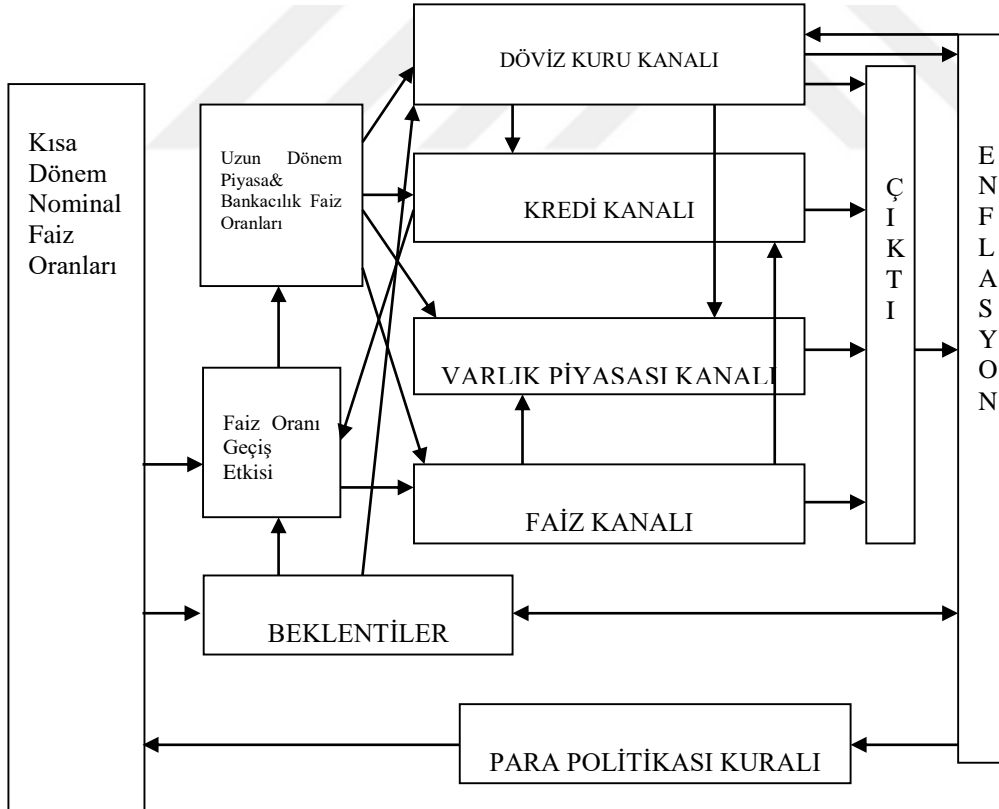 DÖVİZ KURU KANALI
Kısa
Dönem
Nominal
Faiz
Oranları
Uzun Dönem
Piyasa&
Bankacılık Faiz
Oranları
KREDİ KANALI
VARLIK PİYASASI KANALI
Faiz Oranı
Geçiş
Etkisi
FAİZ KANALI
BEKLENTİLER
PARA POLİTİKASI KURALI
Ç
I
K
T
I
E
N
F
L
A
S
Y
O
N